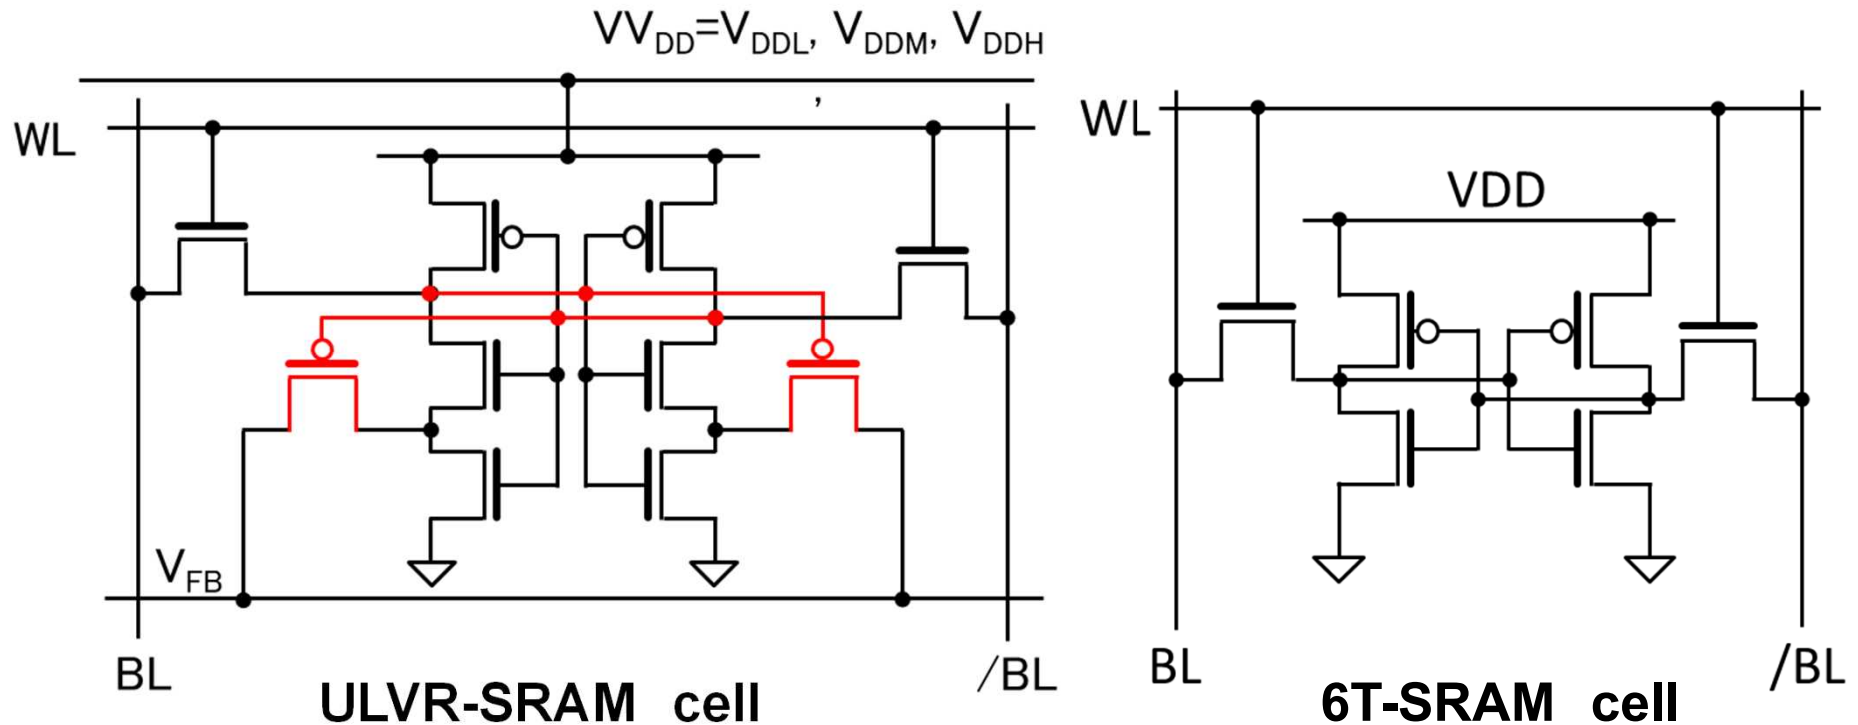 VVDD=VDDL, VDDM, VDDH
,
WL
VFB
BL
/BL
ULVR-SRAM cell
WL
VDD
BL
/BL
6T-SRAM cell